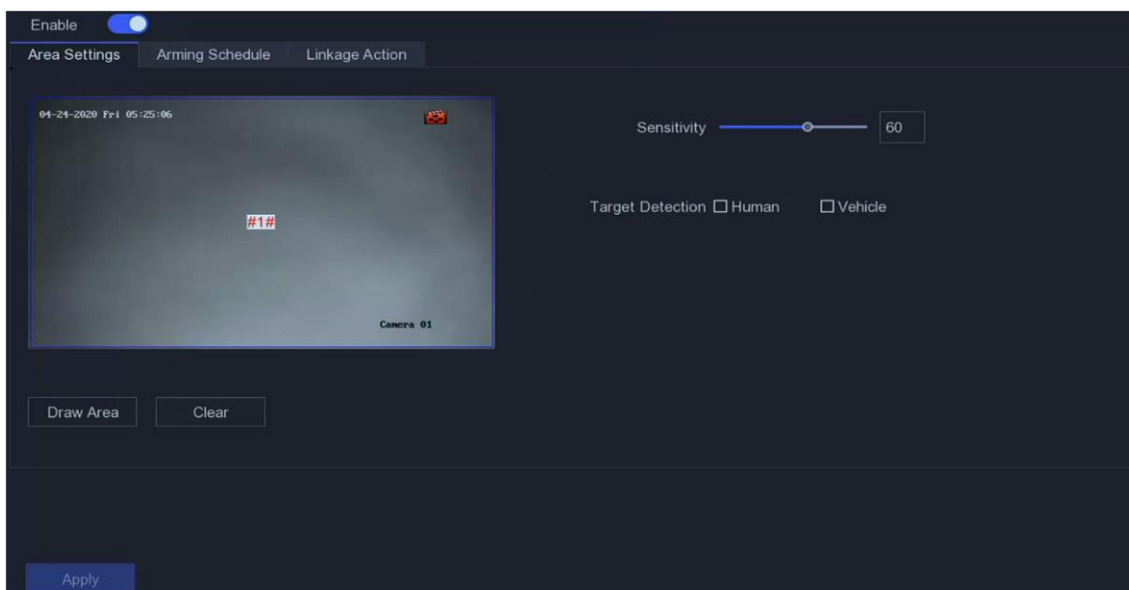 Enable
Area Settings Arming Schedule Linkage Action
04-24-2020 Fri 05:25:06
Sensitivity 60
Target Detection Human Vehicle
#1#
Camera 01
Draw Area Clear
Apply